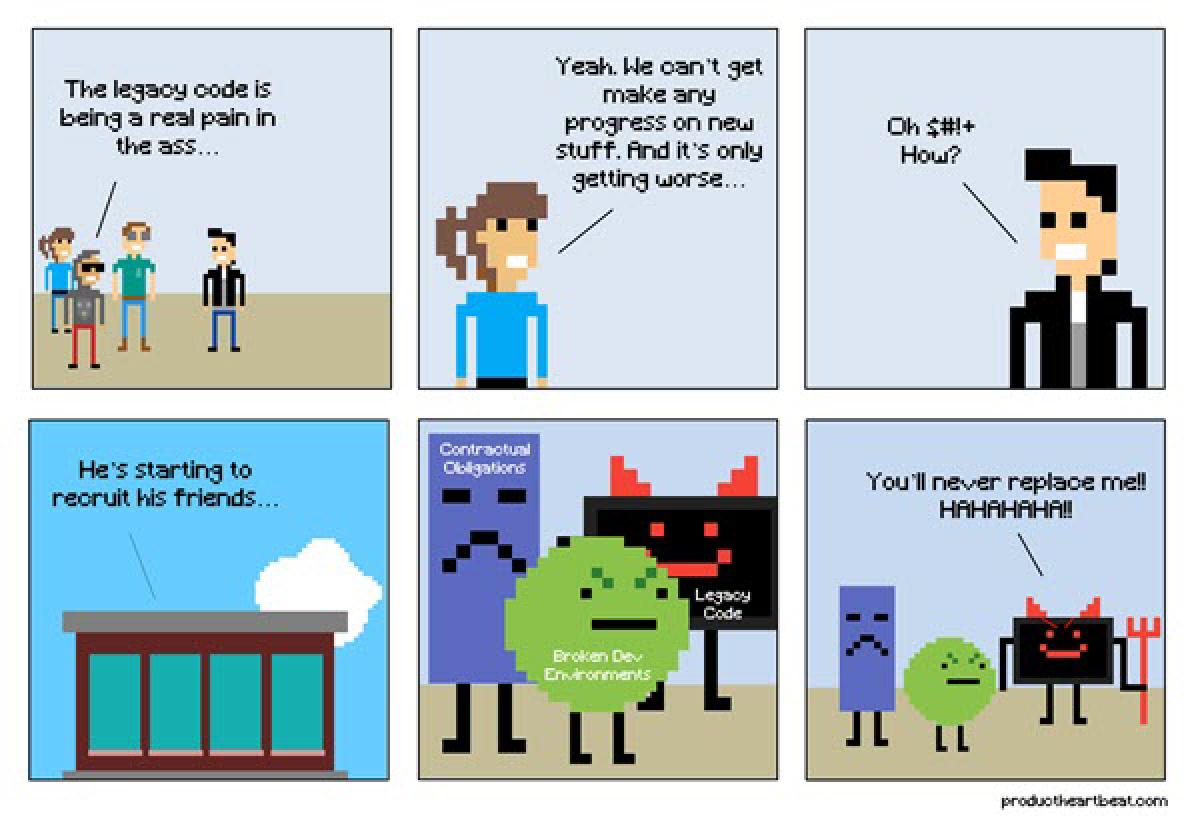 The legacy code is
being a real pain in
the ass...
Yeah. We can't get
make any
progress on new
stuff. And it's only
getting worse...
Oh $#!+
How?
He's starting to
recruit his friends...
Contractual
Obligations
Legacy
Code
Broken Dev
Environments
You'll never replace me!!
HAHAHAHA!!
productheartbeat.com